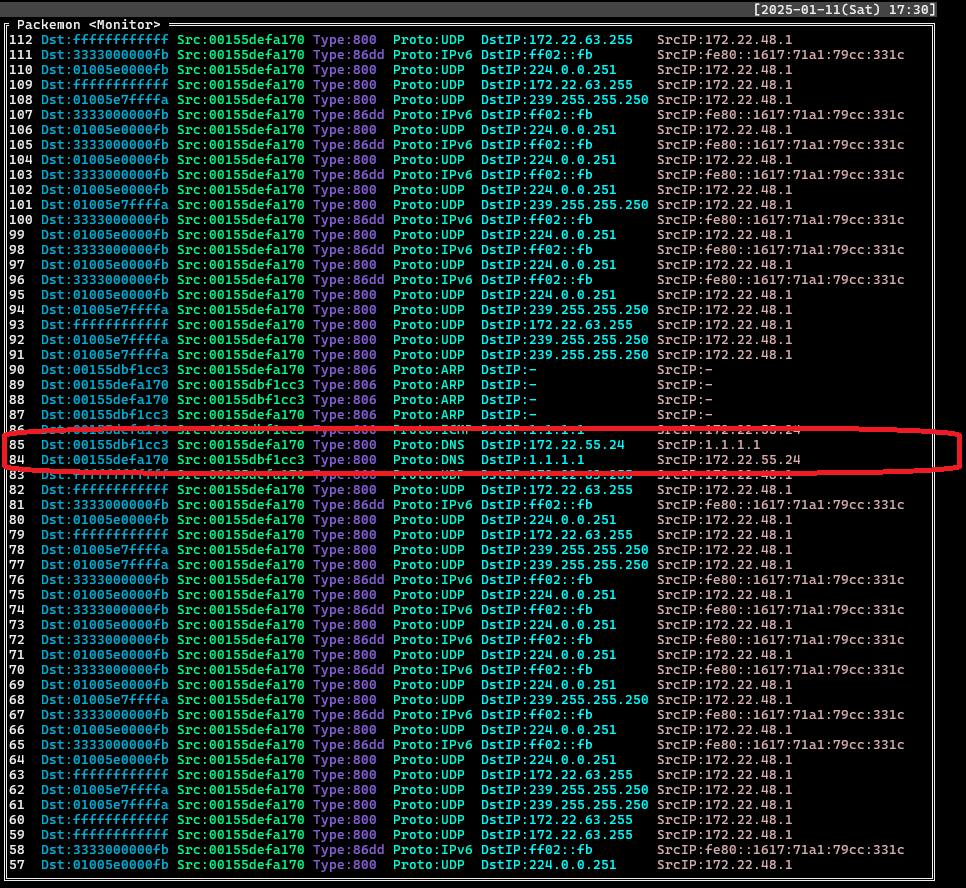 [2025-01-11(Sat) 17:30]
Packemon <Monitor>
112 Dst:ffffffffffff Src:00155defa170 Type:800 Proto:UDP DstIP:172.22.63.255 SrcIP:172.22.48.1
111 Dst:3333000000fb Src:00155defa170 Type:86dd Proto:IPv6 DstIP:ff02::fb SrcIP:fe80::1617:71a1:79cc:331c
110 Dst:01005e0000fb Src:00155defa170 Type:800 Proto:UDP DstIP:224.0.0.251 SrcIP:172.22.48.1
109 Dst:ffffffffffff Src:00155defa170 Type:800 Proto:UDP DstIP:172.22.63.255 SrcIP:172.22.48.1
108 Dst:01005e7ffffa Src:00155defa170 Type:800 Proto:UDP DstIP:239.255.255.250 SrcIP:172.22.48.1
107 Dst:3333000000fb Src:00155defa170 Type:86dd Proto:IPv6 DstIP:ff02::fb SrcIP:fe80::1617:71a1:79cc:331c
106 Dst:01005e0000fb Src:00155defa170 Type:800 Proto:UDP DstIP:224.0.0.251 SrcIP:172.22.48.1
105 Dst:3333000000fb Src:00155defa170 Type:86dd Proto:IPv6 DstIP:ff02::fb SrcIP:fe80::1617:71a1:79cc:331c
104 Dst:01005e0000fb Src:00155defa170 Type:800 Proto:UDP DstIP:224.0.0.251 SrcIP:172.22.48.1
103 Dst:3333000000fb Src:00155defa170 Type:86dd Proto:IPv6 DstIP:ff02::fb SrcIP:fe80::1617:71a1:79cc:331c
102 Dst:01005e0000fb Src:00155defa170 Type:800 Proto:UDP DstIP:224.0.0.251 SrcIP:172.22.48.1
101 Dst:01005e7ffffa Src:00155defa170 Type:800 Proto:UDP DstIP:239.255.255.250 SrcIP:172.22.48.1
100 Dst:3333000000fb Src:00155defa170 Type:86dd Proto:IPv6 DstIP:ff02::fb SrcIP:fe80::1617:71a1:79cc:331c
99 Dst:01005e0000fb Src:00155defa170 Type:800 Proto:UDP DstIP:224.0.0.251 SrcIP:172.22.48.1
98 Dst:3333000000fb Src:00155defa170 Type:86dd Proto:IPv6 DstIP:ff02::fb SrcIP:fe80::1617:71a1:79cc:331c
97 Dst:01005e0000fb Src:00155defa170 Type:800 Proto:UDP DstIP:224.0.0.251 SrcIP:172.22.48.1
96 Dst:3333000000fb Src:00155defa170 Type:86dd Proto:IPv6 DstIP:ff02::fb SrcIP:fe80::1617:71a1:79cc:331c
95 Dst:01005e0000fb Src:00155defa170 Type:800 Proto:UDP DstIP:224.0.0.251 SrcIP:172.22.48.1
94 Dst:01005e7ffffa Src:00155defa170 Type:800 Proto:UDP DstIP:239.255.255.250 SrcIP:172.22.48.1
93 Dst:ffffffffffff Src:00155defa170 Type:800 Proto:UDP DstIP:172.22.63.255 SrcIP:172.22.48.1
92 Dst:01005e7ffffa Src:00155defa170 Type:800 Proto:UDP DstIP:239.255.255.250 SrcIP:172.22.48.1
91 Dst:01005e7ffffa Src:00155defa170 Type:800 Proto:UDP DstIP:239.255.255.250 SrcIP:172.22.48.1
90 Dst:00155dbf1cc3 Src:00155defa170 Type:806 Proto:ARP DstIP:- SrcIP:-
89 Dst:00155defa170 Src:00155dbf1cc3 Type:806 Proto:ARP DstIP:- SrcIP:-
88 Dst:00155defa170 Src:00155dbf1cc3 Type:806 Proto:ARP DstIP:- SrcIP:-
87 Dst:00155dbf1cc3 Src:00155defa170 Type:806 Proto:ARP DstIP:- SrcIP:-
86 Dst:00155defa170 Src:00155dbf1cc3 Type:800 Proto:ICMP DstIP:1.1.1.1 SrcIP:172.22.55.24
85 Dst:00155dbf1cc3 Src:00155defa170 Type:800 Proto:DNS DstIP:172.22.55.24 SrcIP:1.1.1.1
84 Dst:00155defa170 Src:00155dbf1cc3 Type:800 Proto:DNS DstIP:1.1.1.1 SrcIP:172.22.55.24
83 Dst:ffffffffffff Src:00155defa170 Type:800 Proto:UDP DstIP:172.22.63.255 SrcIP:172.22.48.1
82 Dst:ffffffffffff Src:00155defa170 Type:800 Proto:UDP DstIP:172.22.63.255 SrcIP:172.22.48.1
81 Dst:3333000000fb Src:00155defa170 Type:86dd Proto:IPv6 DstIP:ff02::fb SrcIP:fe80::1617:71a1:79cc:331c
80 Dst:01005e0000fb Src:00155defa170 Type:800 Proto:UDP DstIP:224.0.0.251 SrcIP:172.22.48.1
79 Dst:ffffffffffff Src:00155defa170 Type:800 Proto:UDP DstIP:172.22.63.255 SrcIP:172.22.48.1
78 Dst:01005e7ffffa Src:00155defa170 Type:800 Proto:UDP DstIP:239.255.255.250 SrcIP:172.22.48.1
77 Dst:01005e7ffffa Src:00155defa170 Type:800 Proto:UDP DstIP:239.255.255.250 SrcIP:172.22.48.1
76 Dst:3333000000fb Src:00155defa170 Type:86dd Proto:IPv6 DstIP:ff02::fb SrcIP:fe80::1617:71a1:79cc:331c
75 Dst:01005e0000fb Src:00155defa170 Type:800 Proto:UDP DstIP:224.0.0.251 SrcIP:172.22.48.1
74 Dst:3333000000fb Src:00155defa170 Type:86dd Proto:IPv6 DstIP:ff02::fb SrcIP:fe80::1617:71a1:79cc:331c
73 Dst:01005e0000fb Src:00155defa170 Type:800 Proto:UDP DstIP:224.0.0.251 SrcIP:172.22.48.1
72 Dst:3333000000fb Src:00155defa170 Type:86dd Proto:IPv6 DstIP:ff02::fb SrcIP:fe80::1617:71a1:79cc:331c
71 Dst:01005e0000fb Src:00155defa170 Type:800 Proto:UDP DstIP:224.0.0.251 SrcIP:172.22.48.1
70 Dst:3333000000fb Src:00155defa170 Type:86dd Proto:IPv6 DstIP:ff02::fb SrcIP:fe80::1617:71a1:79cc:331c
69 Dst:01005e0000fb Src:00155defa170 Type:800 Proto:UDP DstIP:224.0.0.251 SrcIP:172.22.48.1
68 Dst:01005e7ffffa Src:00155defa170 Type:800 Proto:UDP DstIP:239.255.255.250 SrcIP:172.22.48.1
67 Dst:3333000000fb Src:00155defa170 Type:86dd Proto:IPv6 DstIP:ff02::fb SrcIP:fe80::1617:71a1:79cc:331c
66 Dst:01005e0000fb Src:00155defa170 Type:800 Proto:UDP DstIP:224.0.0.251 SrcIP:172.22.48.1
65 Dst:3333000000fb Src:00155defa170 Type:86dd Proto:IPv6 DstIP:ff02::fb SrcIP:fe80::1617:71a1:79cc:331c
64 Dst:01005e0000fb Src:00155defa170 Type:800 Proto:UDP DstIP:224.0.0.251 SrcIP:172.22.48.1
63 Dst:ffffffffffff Src:00155defa170 Type:800 Proto:UDP DstIP:172.22.63.255 SrcIP:172.22.48.1
62 Dst:01005e7ffffa Src:00155defa170 Type:800 Proto:UDP DstIP:239.255.255.250 SrcIP:172.22.48.1
61 Dst:01005e7ffffa Src:00155defa170 Type:800 Proto:UDP DstIP:239.255.255.250 SrcIP:172.22.48.1
60 Dst:ffffffffffff Src:00155defa170 Type:800 Proto:UDP DstIP:172.22.63.255 SrcIP:172.22.48.1
59 Dst:ffffffffffff Src:00155defa170 Type:800 Proto:UDP DstIP:172.22.63.255 SrcIP:172.22.48.1
58 Dst:3333000000fb Src:00155defa170 Type:86dd Proto:IPv6 DstIP:ff02::fb SrcIP:fe80::1617:71a1:79cc:331c
57 Dst:01005e0000fb Src:00155defa170 Type:800 Proto:UDP DstIP:224.0.0.251 SrcIP:172.22.48.1